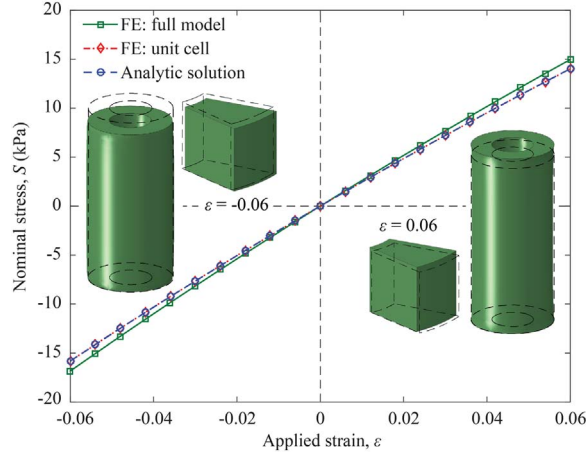 FE: full model
FE: unit cell
Analytic solution
20
15
10
5
0
-5
-10
-15
-20
Nominal stress, S (kPa)
ε = -0.06
ε = 0.06
-0.06
-0.04
-0.02
0
0.02
0.04
0.06
Applied strain, ε